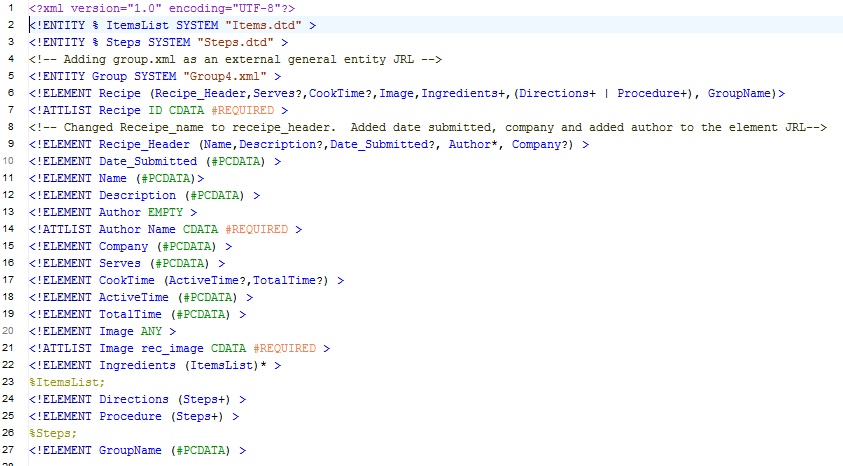 1 <?xml version="1.0" encoding="UTF-8"?>
2 <!ENTITY % ItemsList SYSTEM "Items.dtd" >
3 <!ENTITY % Steps SYSTEM "Steps.dtd" >
4 <!-- Adding group.xml as an external general entity JRL -->
5 <!ENTITY Group SYSTEM "Group4.xml" >
6 <!ELEMENT Recipe (Recipe_Header,Serves?,CookTime?,Image,Ingredients+,(Directions+ | Procedure+), GroupName)>
7 <!ATTLIST Recipe ID CDATA #REQUIRED >
8 <!-- Changed Receipe_name to receipe_header.  Added date submitted, company and added author to the element JRL-->
9 <!ELEMENT Recipe_Header (Name,Description?,Date_Submitted?, Author*, Company?) >
10 <!ELEMENT Date_Submitted (#PCDATA) >
11 <!ELEMENT Name (#PCDATA)>
12 <!ELEMENT Description (#PCDATA) >
13 <!ELEMENT Author EMPTY >
14 <!ATTLIST Author Name CDATA #REQUIRED >
15 <!ELEMENT Company (#PCDATA) >
16 <!ELEMENT Serves (#PCDATA) >
17 <!ELEMENT CookTime (ActiveTime?,TotalTime?) >
18 <!ELEMENT ActiveTime (#PCDATA) >
19 <!ELEMENT TotalTime (#PCDATA) >
20 <!ELEMENT Image ANY >
21 <!ATTLIST Image rec_image CDATA #REQUIRED >
22 <!ELEMENT Ingredients (ItemsList)* >
23 %ItemsList;
24 <!ELEMENT Directions (Steps+) >
25 <!ELEMENT Procedure (Steps+) >
26 %Steps;
27 <!ELEMENT GroupName (#PCDATA) >